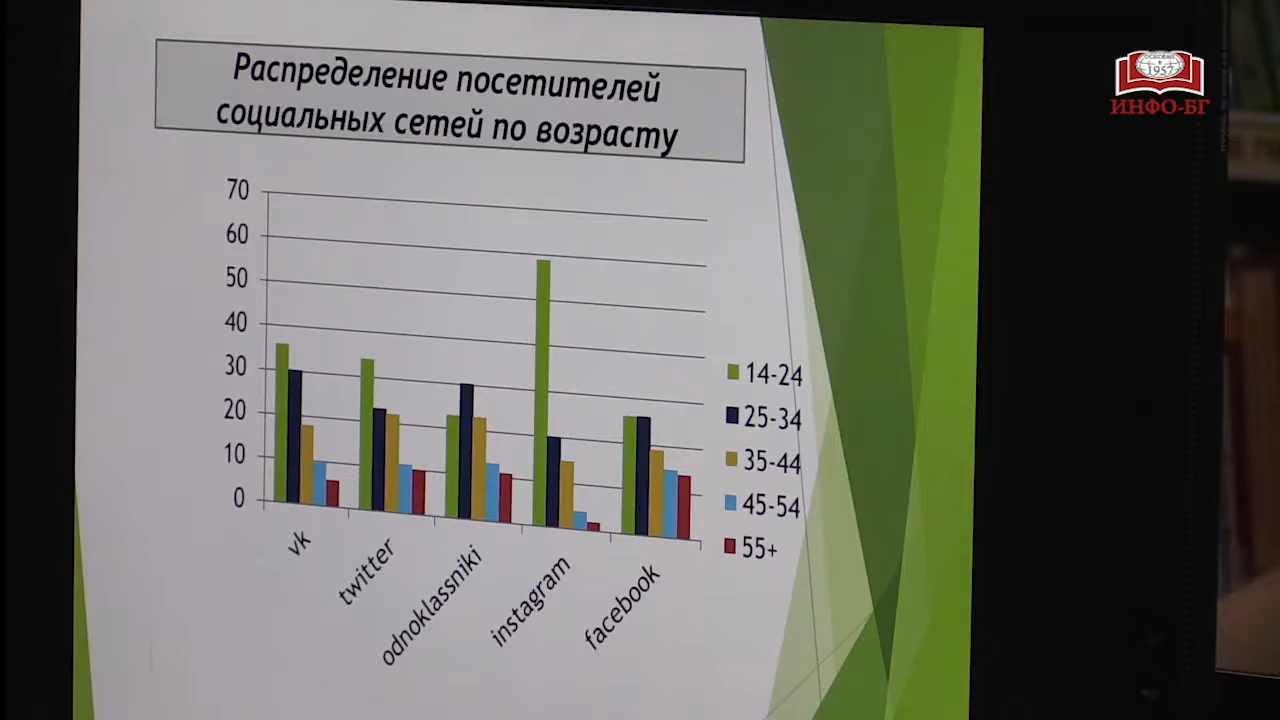 Распределение посетителей
социальных сетей по возрасту
70
60
50
40
30
20
10
0
vk
twitter
odnoklassniki
instagram
facebook
14-24
25-34
35-44
45-54
55+
1957
ИНФО-БГ